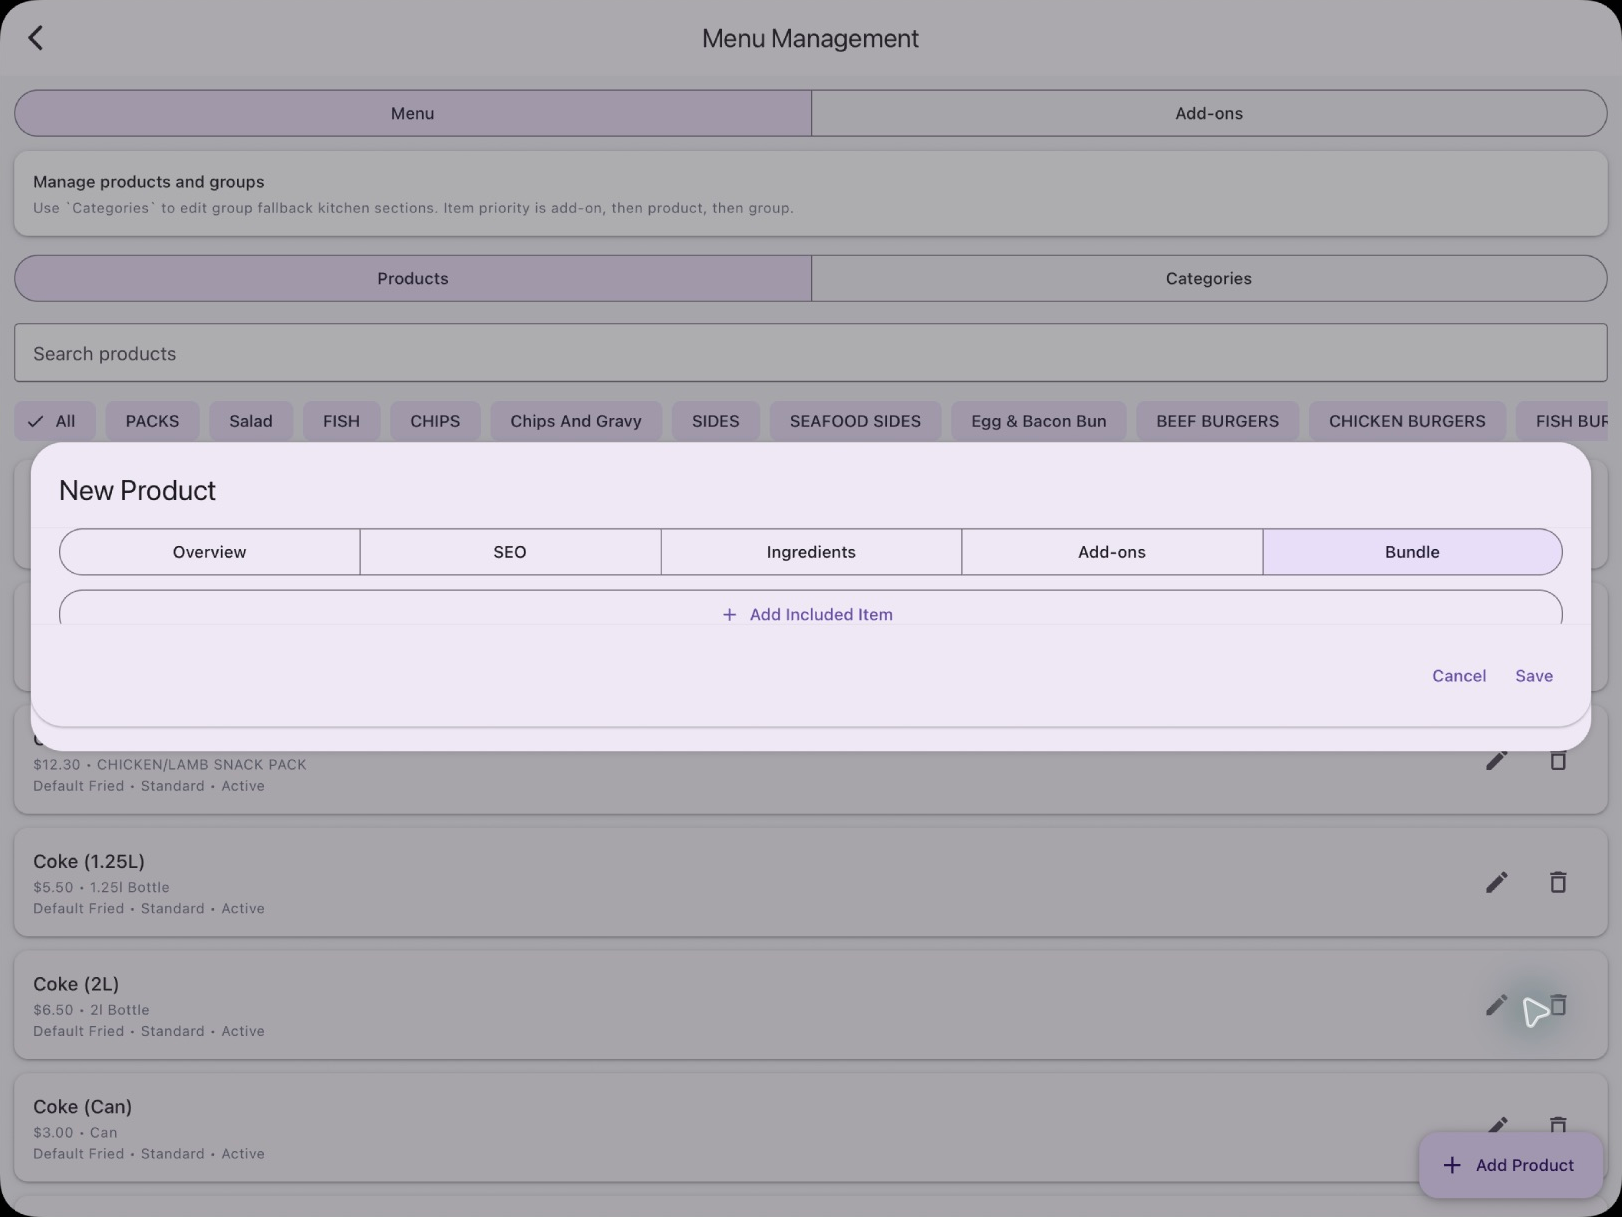 Menu Management
Menu
Add-ons
Manage products and groups
Use `Categories` to edit group fallback kitchen sections. Item priority is add-on, then product, then group.
Products
Categories
Search products
All
PACKS
Salad
FISH
CHIPS
Chips And Gravy
SIDES
SEAFOOD SIDES
Egg & Bacon Bun
BEEF BURGERS
CHICKEN BURGERS
FISH BUR
New Product
Overview
SEO
Ingredients
Add-ons
Bundle
+ Add Included Item
Cancel
Save
$12.30 • CHICKEN/LAMB SNACK PACK
Default Fried • Standard • Active
Coke (1.25L)
$5.50 • 1.25l Bottle
Default Fried • Standard • Active
Coke (2L)
$6.50 • 2l Bottle
Default Fried • Standard • Active
Coke (Can)
$3.00 • Can
Default Fried • Standard • Active
+ Add Product